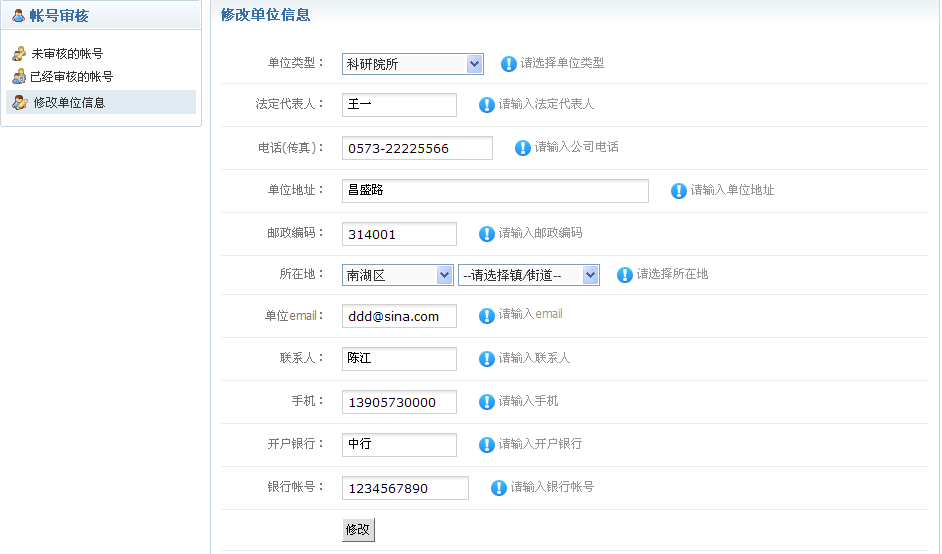 帐号审核
未审核的帐号
已经审核的帐号
修改单位信息
修改单位信息
单位类型： 科研院所 请选择单位类型
法定代表人： 王一 请输入法定代表人
电话(传真)： 0573-22225566 请输入公司电话
单位地址： 昌盛路 请输入单位地址
邮政编码： 314001 请输入邮政编码
所在地： 南湖区 --请选择镇/街道-- 请选择所在地
单位email： ddd@sina.com 请输入email
联系人： 陈江 请输入联系人
手机： 13905730000 请输入手机
开户银行： 中行 请输入开户银行
银行帐号： 1234567890 请输入银行帐号
修改